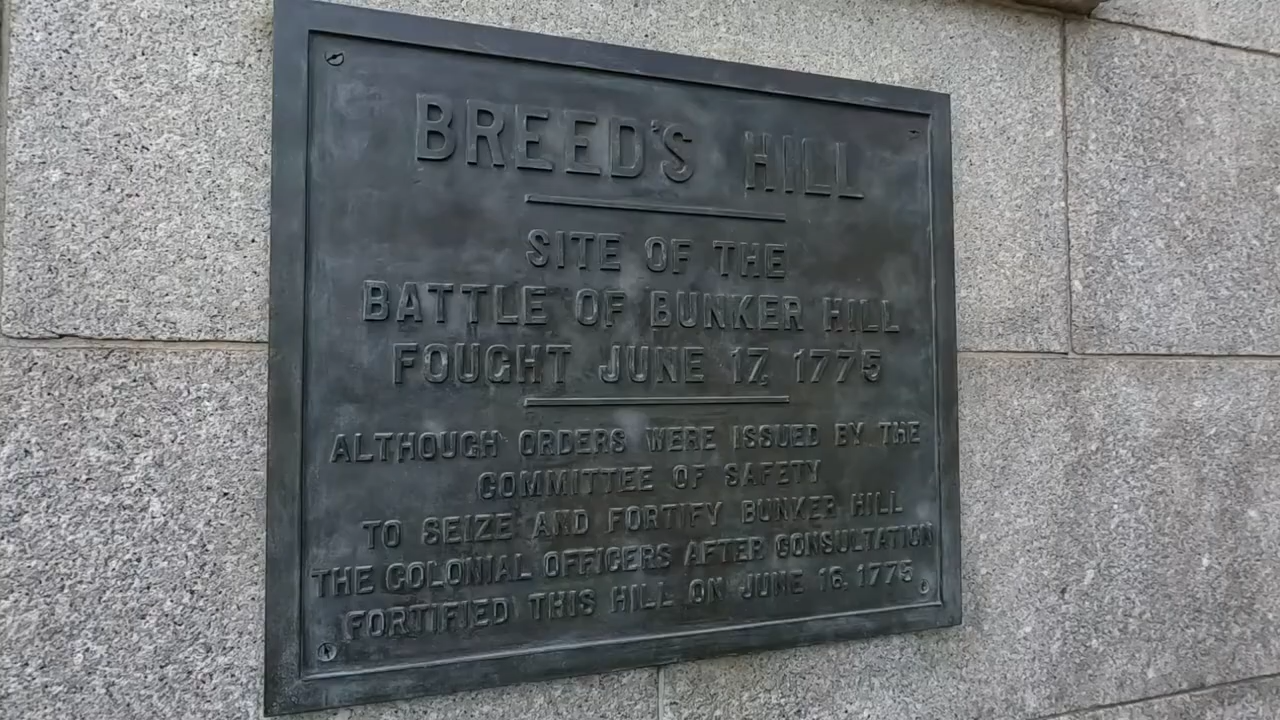 BREED'S HILL
SITE OF THE
BATTLE OF BUNKER HILL
FOUGHT JUNE 17, 1775
ALTHOUGH ORDERS WERE ISSUED BY THE
COMMITTEE OF SAFETY
TO SEIZE AND FORTIFY BUNKER HILL
THE COLONIAL OFFICERS AFTER CONSULTATION
FORTIFIED THIS HILL ON JUNE 16, 1775